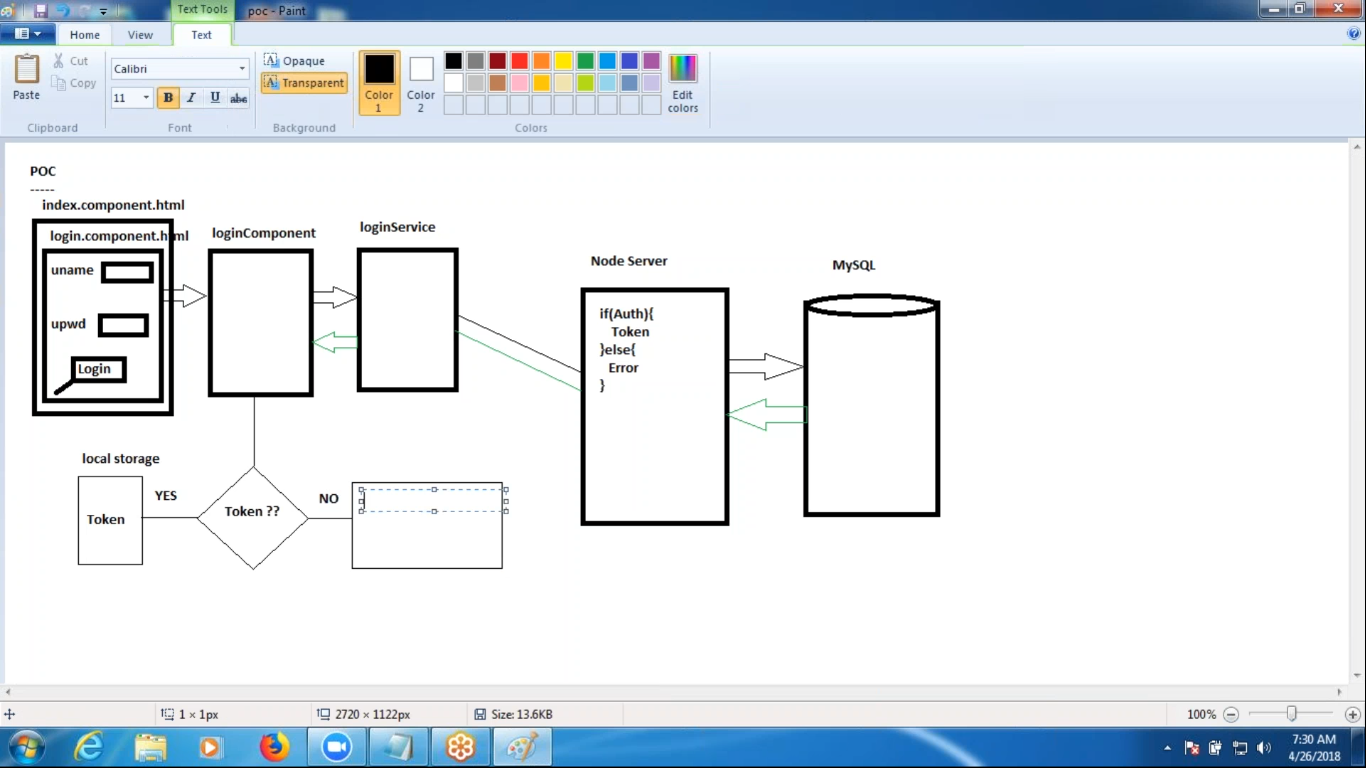 Text Tools
poc - Paint
Home
View
Text
Paste
Cut
Copy
Clipboard
Calibri
11
B I U abc
Font
Opaque
Transparent
Background
Color 1
Color 2
Edit colors
Colors
POC
-----
index.component.html
login.component.html
uname
upwd
Login
loginComponent
loginService
Node Server
if(Auth){
Token
}else{
Error
}
MySQL
local storage
Token
YES
Token ??
NO
1 × 1px
2720 × 1122px
Size: 13.6KB
100%
7:30 AM
4/26/2018